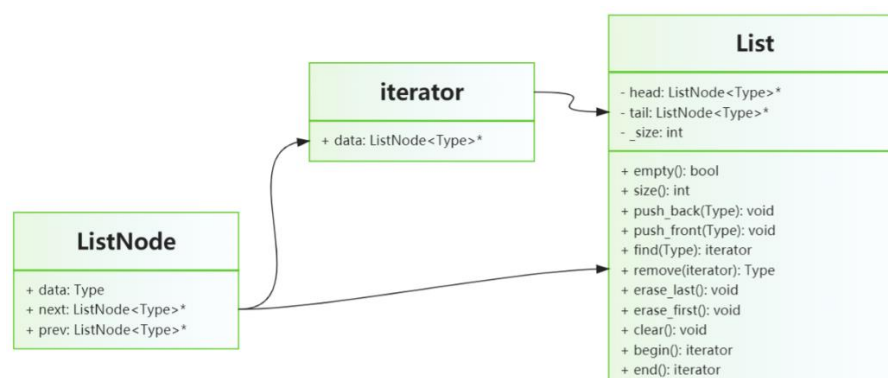 List
- head: ListNode<Type>*
- tail: ListNode<Type>*
- _size: int
+ empty(): bool
+ size(): int
+ push_back(Type): void
+ push_front(Type): void
+ find(Type): iterator
+ remove(iterator): Type
+ erase_last(): void
+ erase_first(): void
+ clear(): void
+ begin(): iterator
+ end(): iterator
iterator
+ data: ListNode<Type>*
ListNode
+ data: Type
+ next: ListNode<Type>*
+ prev: ListNode<Type>*